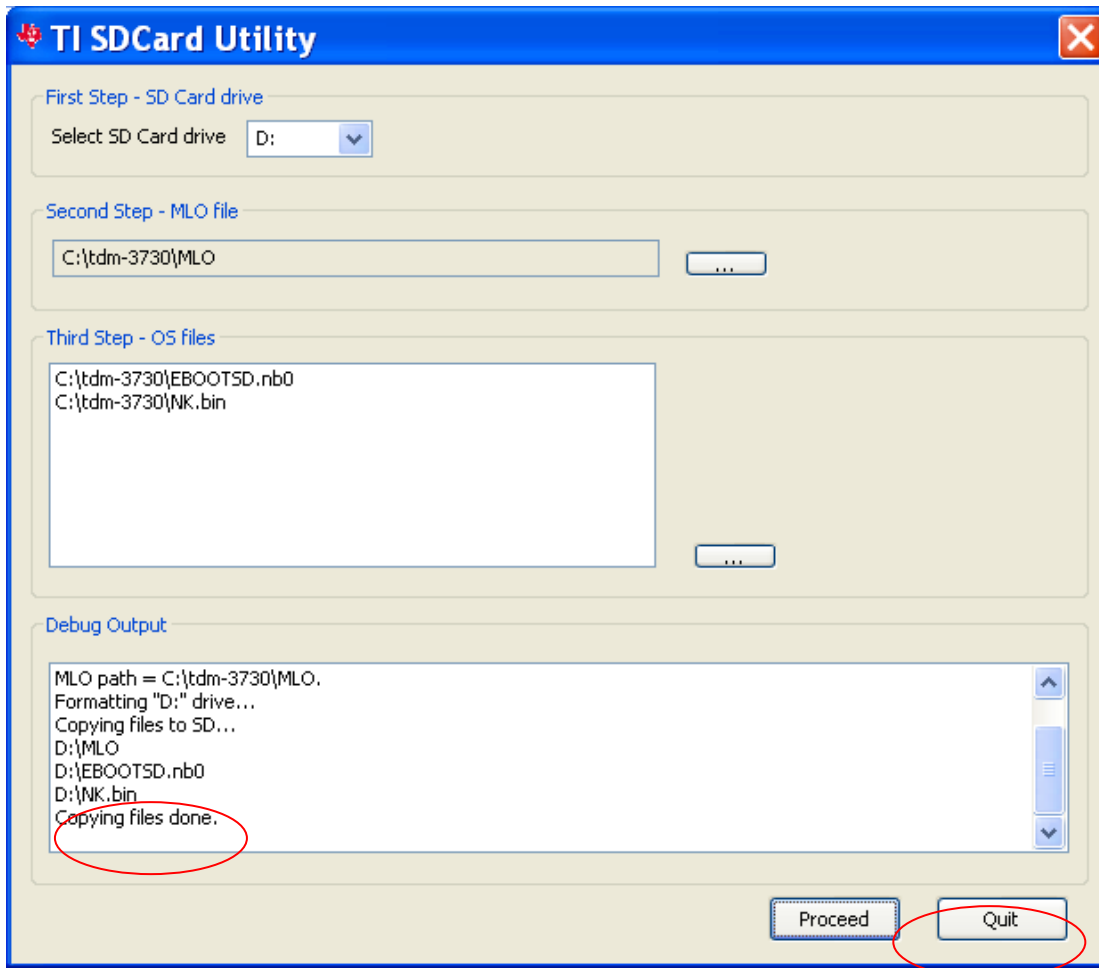 TI SDCard Utility
First Step - SD Card drive
Select SD Card drive D:
Second Step - MLO file
C:\tdm-3730\MLO
...
Third Step - OS files
C:\tdm-3730\EBOOTSD.nb0
C:\tdm-3730\NK.bin
...
Debug Output
MLO path = C:\tdm-3730\MLO.
Formatting "D:" drive...
Copying files to SD...
D:\MLO
D:\EBOOTSD.nb0
D:\NK.bin
Copying files done.
Proceed Quit